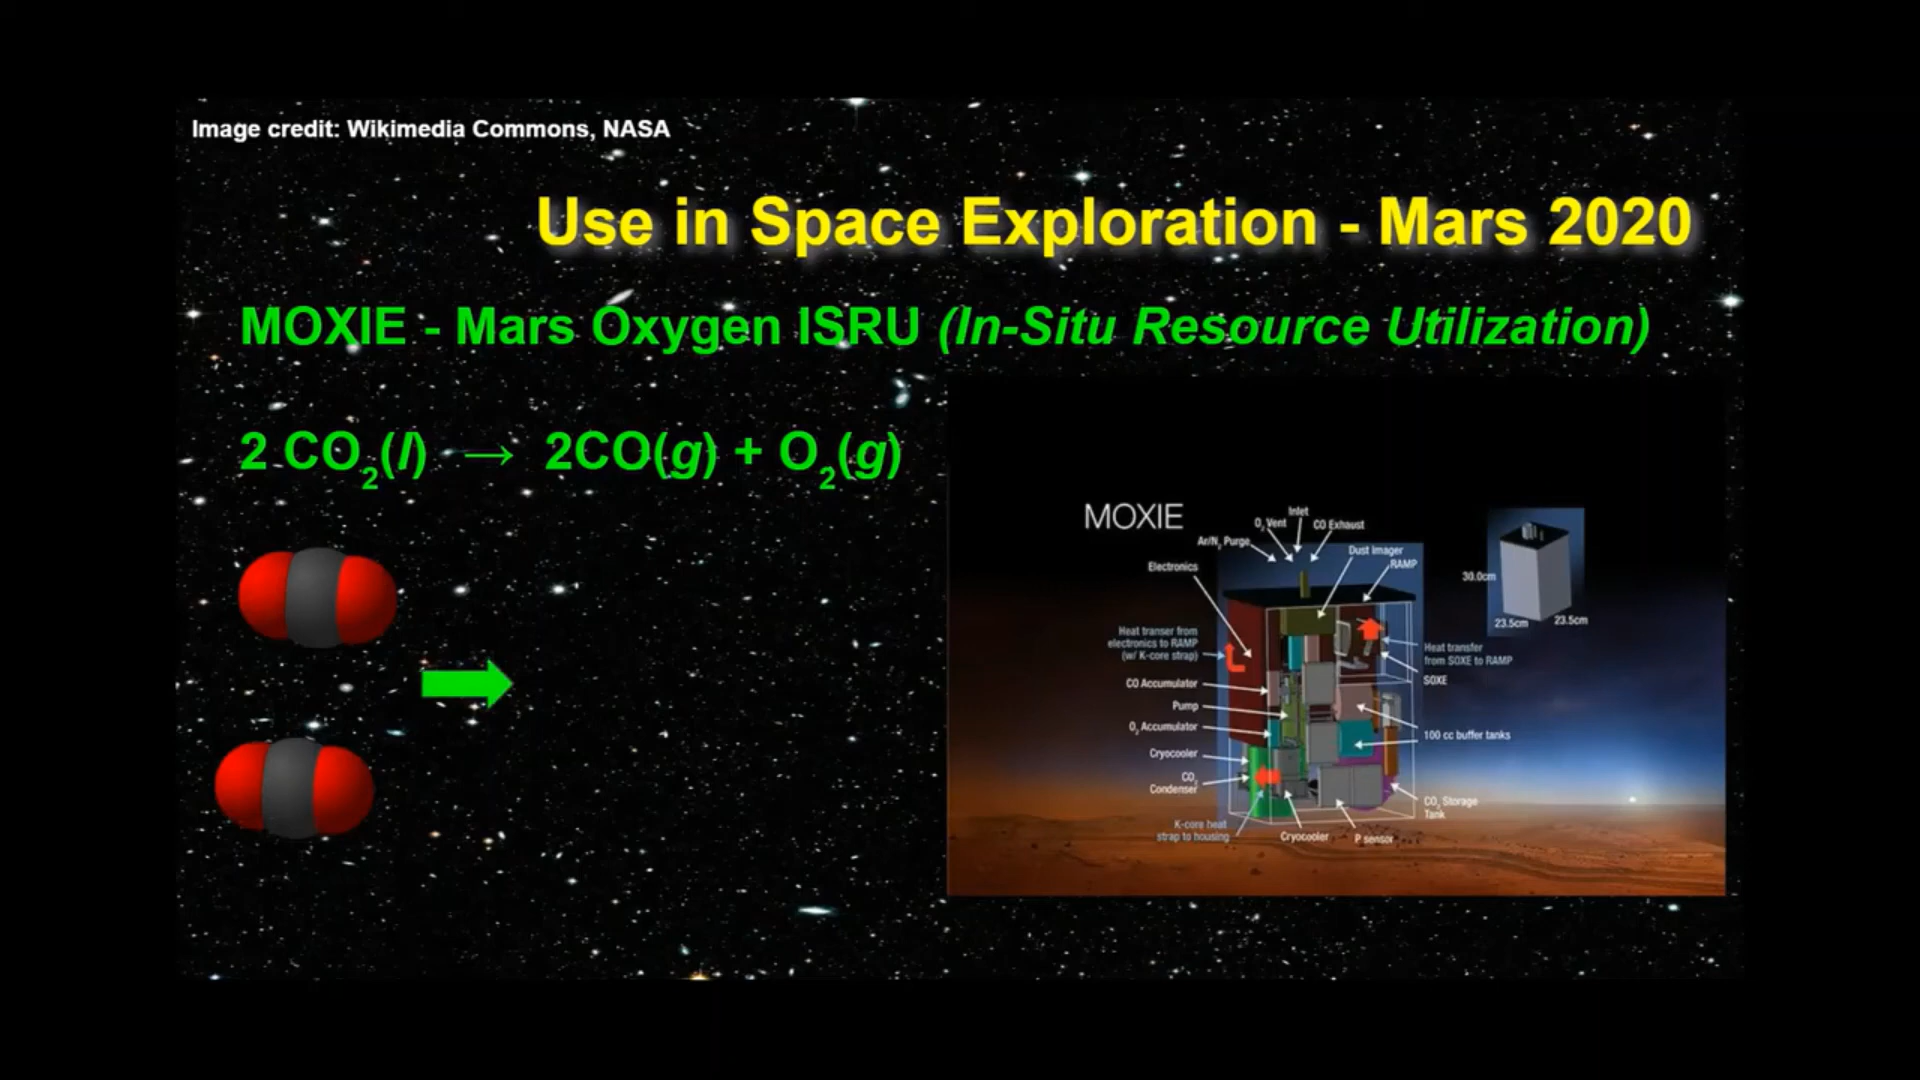 Image credit: Wikimedia Commons, NASA
Use in Space Exploration - Mars 2020
MOXIE - Mars Oxygen ISRU (In-Situ Resource Utilization)
2 CO₂(l) → 2CO(g) + O₂(g)
MOXIE
Inlet
O₂ Vent
CO Exhaust
Ar/N₂ Purge
Dust Imager
Electronics
RAMP
30.0cm
23.5cm
23.5cm
Heat transer from
electronics to RAMP
(w/ K-core strap)
Heat transfer
from SOXE to RAMP
SOXE
CO Accumulator
Pump
O₂ Accumulator
100 cc buffer tanks
Cryocooler
CO₂
Condenser
CO₂ Storage
Tank
K-core heat
strap to housing
Cryocooler
P sensor